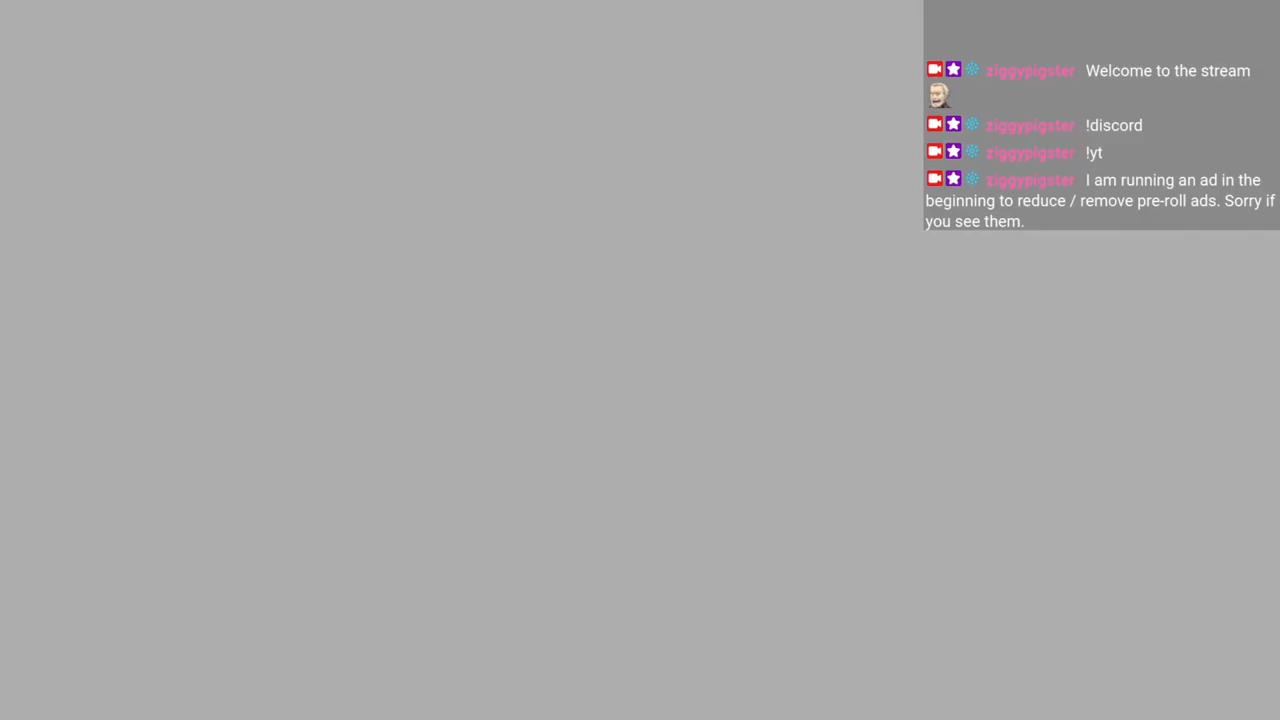 ziggypigster Welcome to the stream
ziggypigster !discord
ziggypigster !yt
ziggypigster I am running an ad in the
beginning to reduce / remove pre-roll ads. Sorry if
you see them.